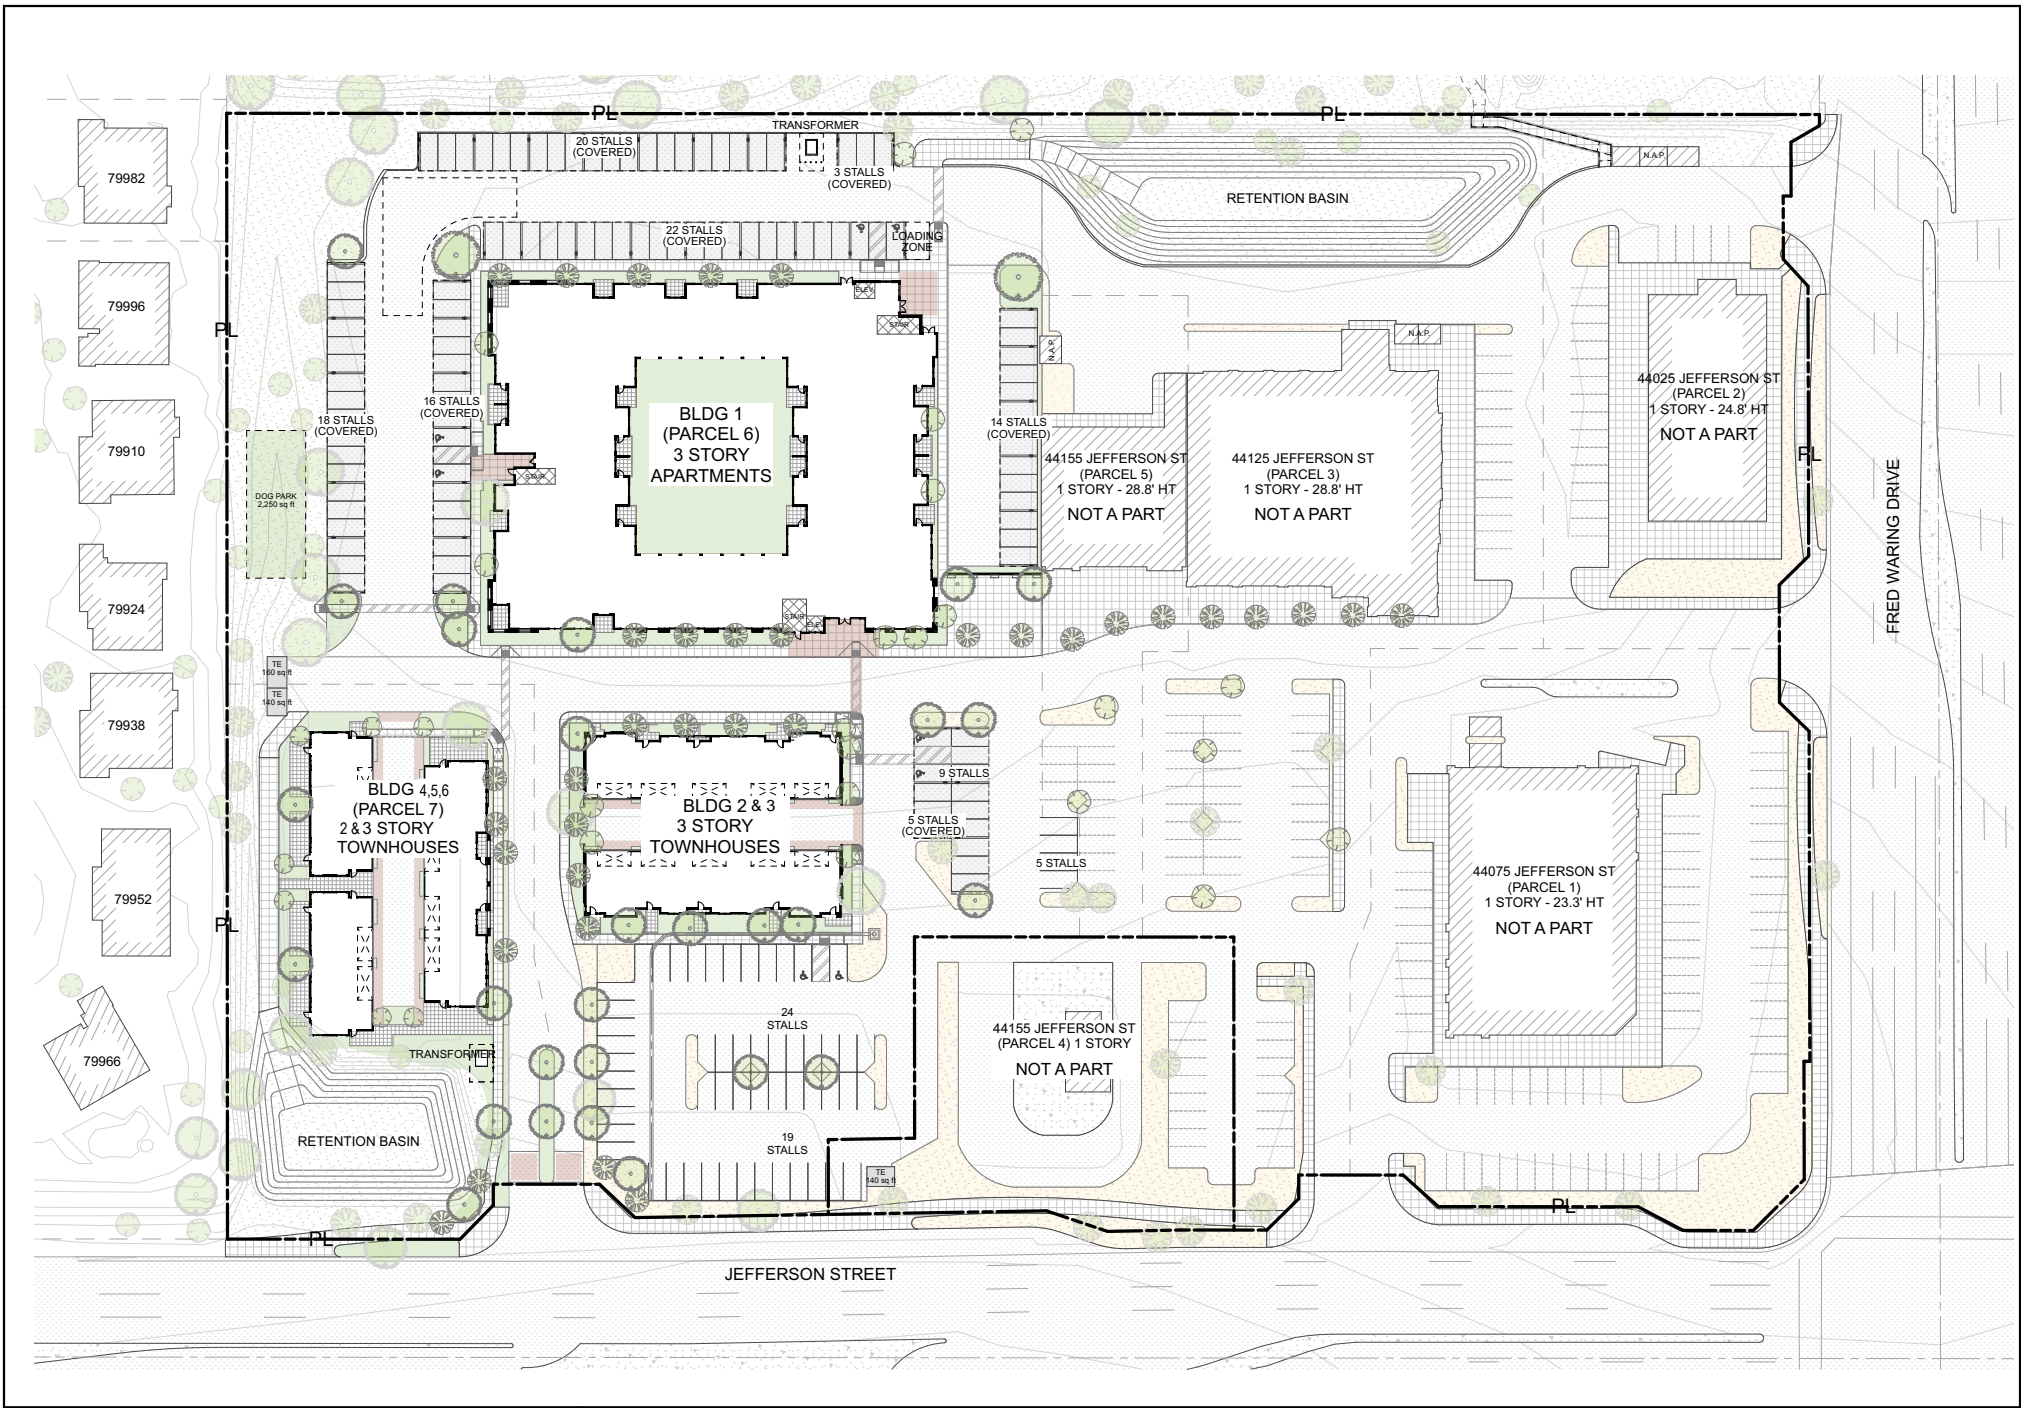 PL
PL
TRANSFORMER
20 STALLS
(COVERED)
3 STALLS
(COVERED)
N.A.P.
79982
RETENTION BASIN
22 STALLS
(COVERED)
LOADING
ZONE
79996
ELEV.
STAIR
PL
N.A.P.
N.A.P.
44025 JEFFERSON ST
(PARCEL 2)
1 STORY - 24.8' HT
NOT A PART
16 STALLS
(COVERED)
18 STALLS
(COVERED)
BLDG 1
(PARCEL 6)
3 STORY
APARTMENTS
14 STALLS
(COVERED)
79910
44155 JEFFERSON ST
(PARCEL 5)
1 STORY - 28.8' HT
NOT A PART
44125 JEFFERSON ST
(PARCEL 3)
1 STORY - 28.8' HT
NOT A PART
PL
STAIR
DOG PARK
2,250 sq ft
FRED WARING DRIVE
79924
STAIR
ELEV.
TE
160 sq ft
TE
140 sq ft
79938
BLDG 4,5,6
(PARCEL 7)
2 & 3 STORY
TOWNHOUSES
BLDG 2 & 3
3 STORY
TOWNHOUSES
9 STALLS
5 STALLS
(COVERED)
5 STALLS
44075 JEFFERSON ST
(PARCEL 1)
1 STORY - 23.3' HT
NOT A PART
79952
PL
24
STALLS
44155 JEFFERSON ST
(PARCEL 4) 1 STORY
NOT A PART
TRANSFORMER
79966
RETENTION BASIN
19
STALLS
TE
140 sq ft
PL
PL
JEFFERSON STREET